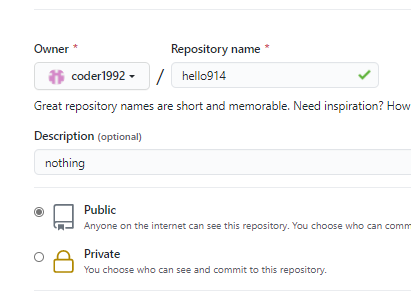 Owner * Repository name *
coder1992 / hello914
Great repository names are short and memorable. Need inspiration? How
Description (optional)
nothing
Public
Anyone on the internet can see this repository. You choose who can comm
Private
You choose who can see and commit to this repository.